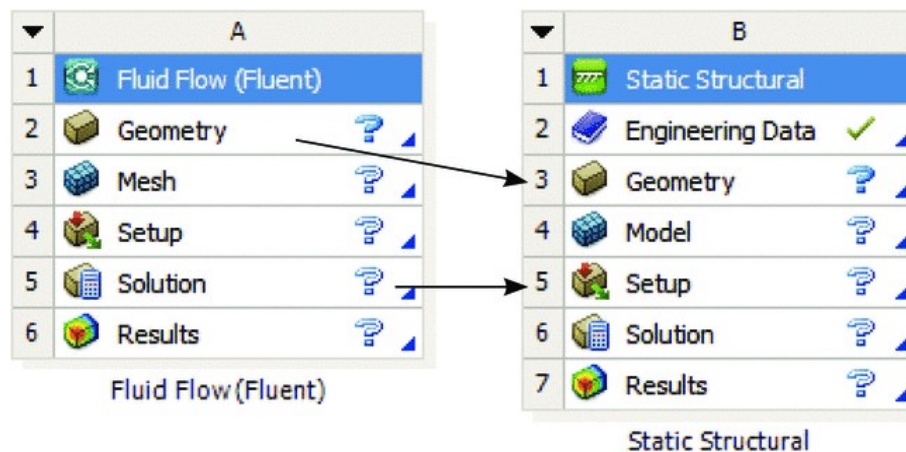 A
1 Fluid Flow (Fluent)
2 Geometry ?
3 Mesh ?
4 Setup ?
5 Solution ?
6 Results ?
Fluid Flow (Fluent)
B
1 Static Structural
2 Engineering Data
3 Geometry ?
4 Model ?
5 Setup ?
6 Solution ?
7 Results ?
Static Structural